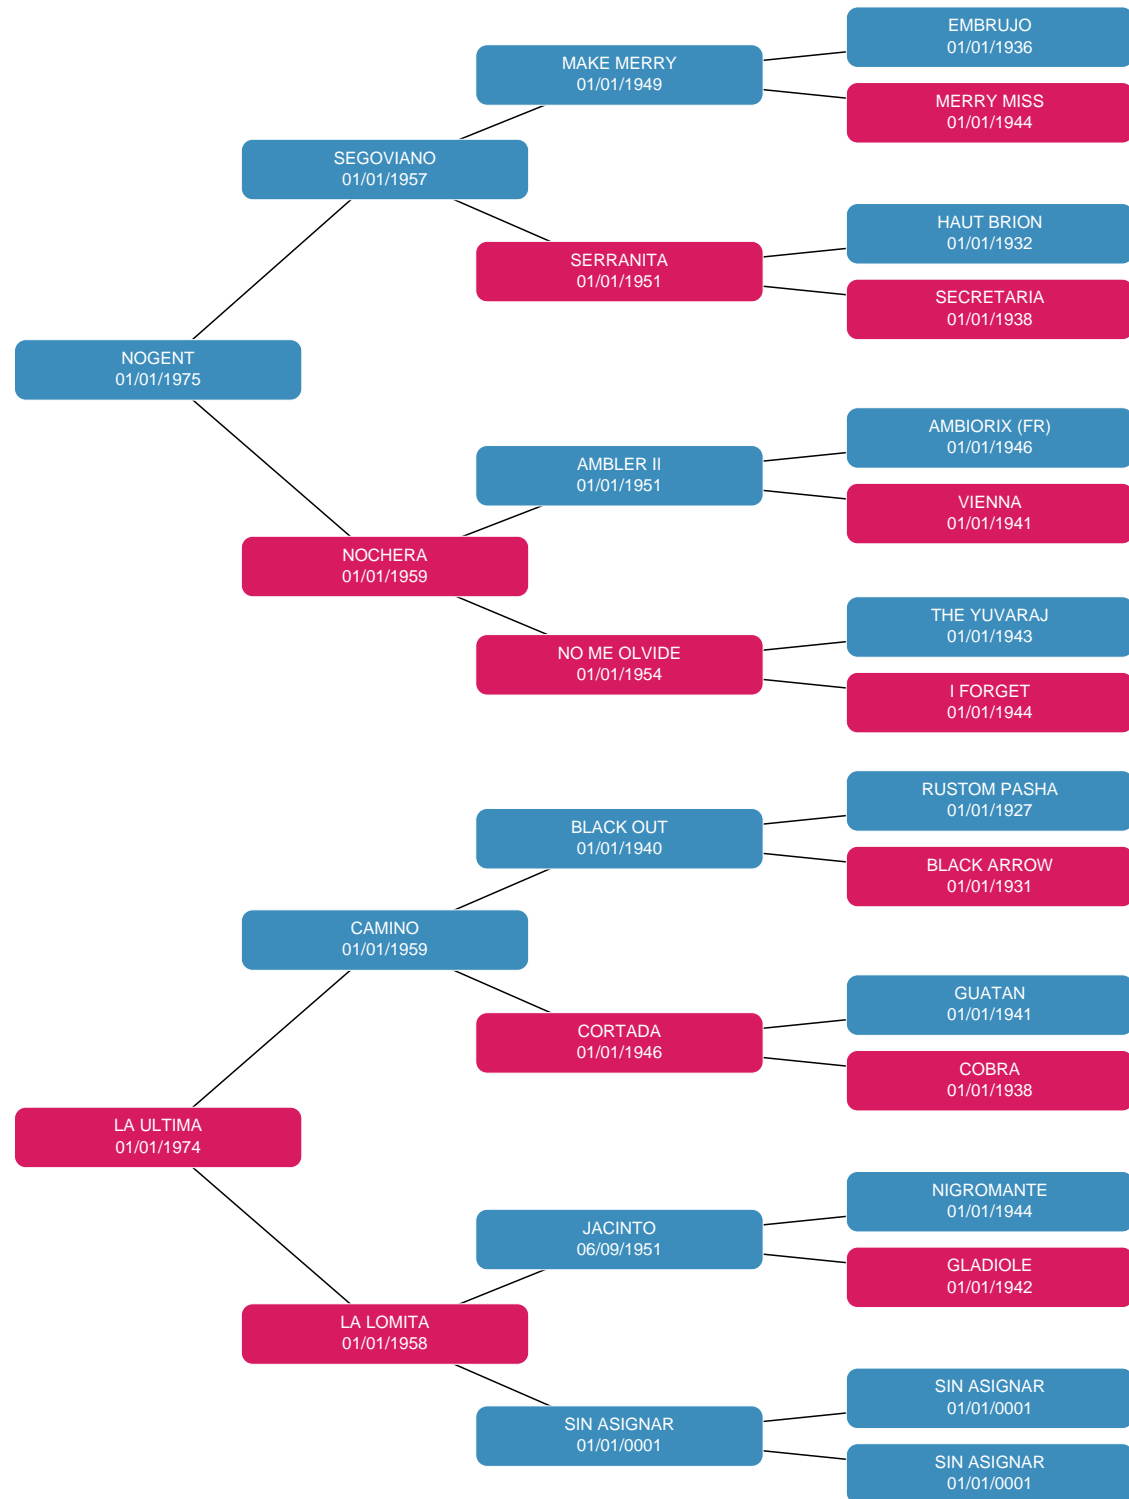 EMBRUJO
01/01/1936
MAKE MERRY
01/01/1949
MERRY MISS
01/01/1944
SEGOVIANO
01/01/1957
HAUT BRION
01/01/1932
SERRANITA
01/01/1951
SECRETARIA
01/01/1938
NOGENT
01/01/1975
AMBIORIX (FR)
01/01/1946
AMBLER II
01/01/1951
VIENNA
01/01/1941
NOCHERA
01/01/1959
THE YUVARAJ
01/01/1943
NO ME OLVIDE
01/01/1954
I FORGET
01/01/1944
RUSTOM PASHA
01/01/1927
BLACK OUT
01/01/1940
BLACK ARROW
01/01/1931
CAMINO
01/01/1959
GUATAN
01/01/1941
CORTADA
01/01/1946
COBRA
01/01/1938
LA ULTIMA
01/01/1974
NIGROMANTE
01/01/1944
JACINTO
06/09/1951
GLADIOLE
01/01/1942
LA LOMITA
01/01/1958
SIN ASIGNAR
01/01/0001
SIN ASIGNAR
01/01/0001
SIN ASIGNAR
01/01/0001